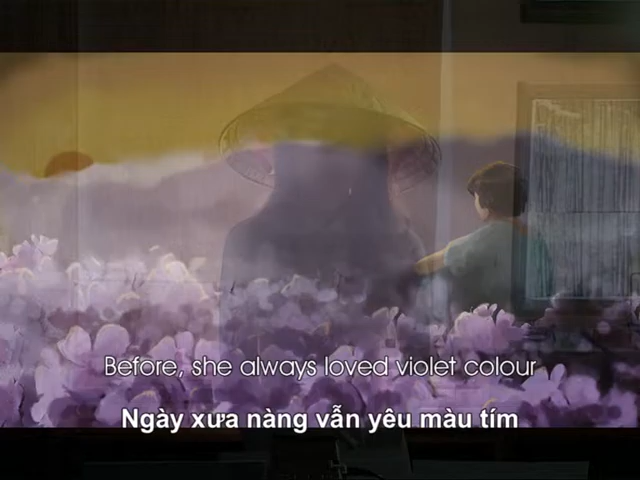 Before, she always loved violet colour
Ngày xưa nàng vẫn yêu màu tím